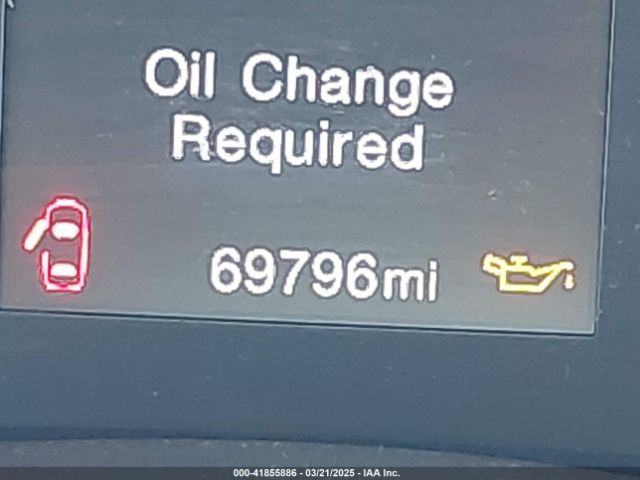 Oil Change
Required
69796mi
000-41855886 - 03/21/2025 - IAA Inc.